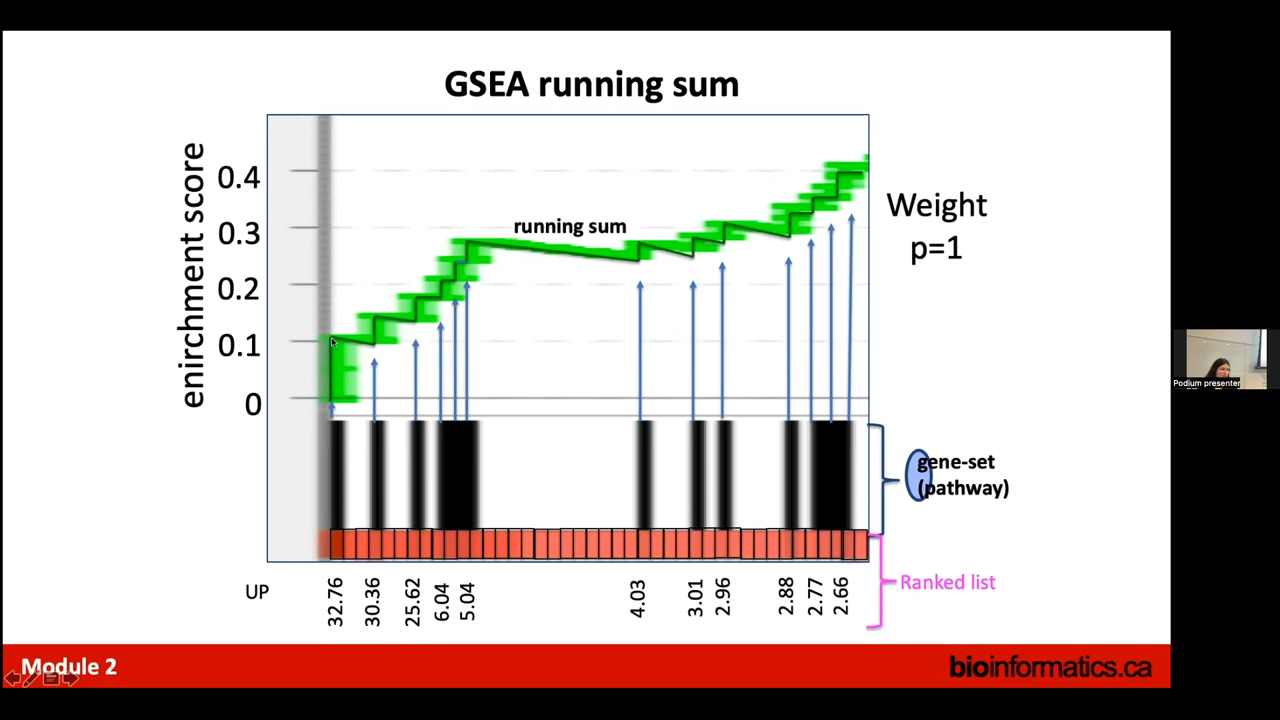 GSEA running sum
enirchment score
0.4
0.3
0.2
0.1
0
running sum
Weight
p=1
gene-set
(pathway)
Ranked list
UP
32.76
30.36
25.62
6.04
5.04
4.03
3.01
2.96
2.88
2.77
2.66
Module 2
bioinformatics.ca
Podium presenter